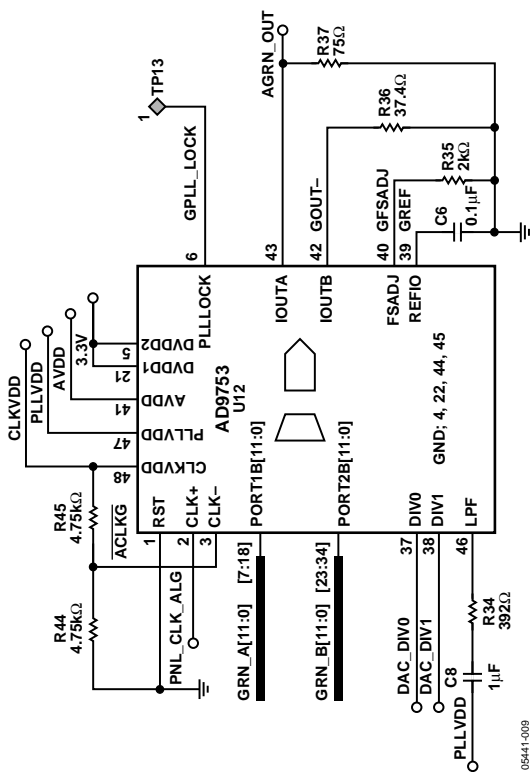 CLKVDD
PLLVDD
AVDD
3.3V
R45
4.75kΩ
R44
4.75kΩ
ACLKG
48
47
41
21
5
CLKVDD
PLLVDD
AVDD
DVDD1
DVDD2
1
TP13
GPLL_LOCK
6
PLLLOCK
AD9753
U12
1
RST
PNL_CLK_ALG
2
CLK+
3
CLK–
GRN_A[11:0]
[7:18]
PORT1B[11:0]
GRN_B[11:0]
[23:34]
PORT2B[11:0]
DAC_DIV0
37
DIV0
DAC_DIV1
38
DIV1
46
LPF
PLLVDD
C8
1µF
R34
392Ω
GND; 4, 22, 44, 45
IOUTA
43
AGRN_OUT
R37
75Ω
IOUTB
42
GOUT–
R36
37.4Ω
FSADJ
40
GFSADJ
R35
2kΩ
REFIO
39
GREF
C6
0.1µF
05441-009